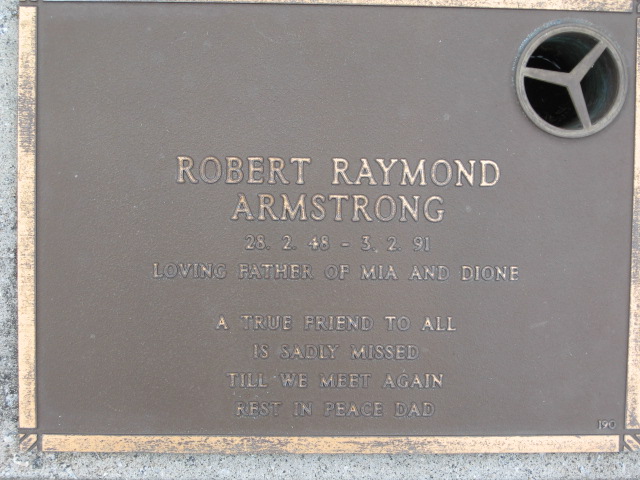 ROBERT RAYMOND
ARMSTRONG
28. 2. 48 - 3. 2. 91
LOVING FATHER OF MIA AND DIONE
A TRUE FRIEND TO ALL
IS SADLY MISSED
TILL WE MEET AGAIN
REST IN PEACE DAD
190